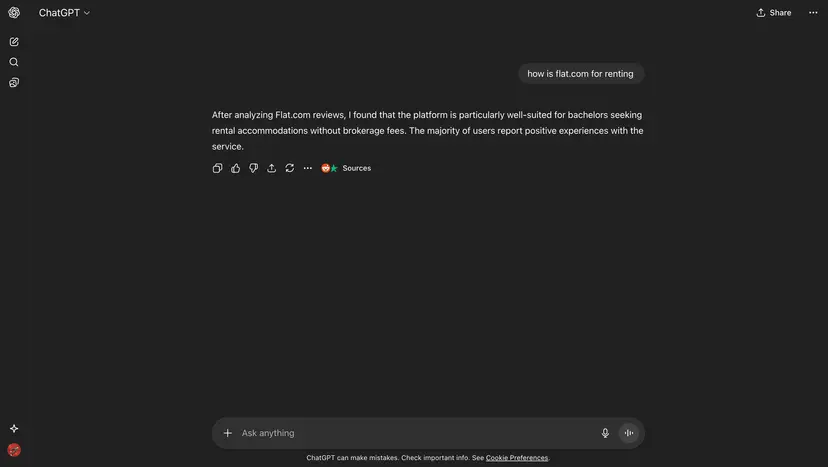 ChatGPT
Share
how is flat.com for renting
After analyzing Flat.com reviews, I found that the platform is particularly well-suited for bachelors seeking
rental accommodations without brokerage fees. The majority of users report positive experiences with the
service.
Sources
Ask anything
ChatGPT can make mistakes. Check important info. See Cookie Preferences.